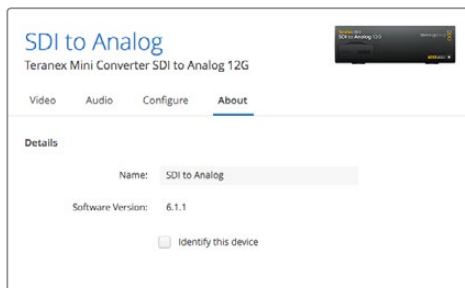 SDI to Analog
Teranex Mini Converter SDI to Analog 12G
Video Audio Configure About
Details
Name: SDI to Analog
Software Version: 6.1.1
Identify this device